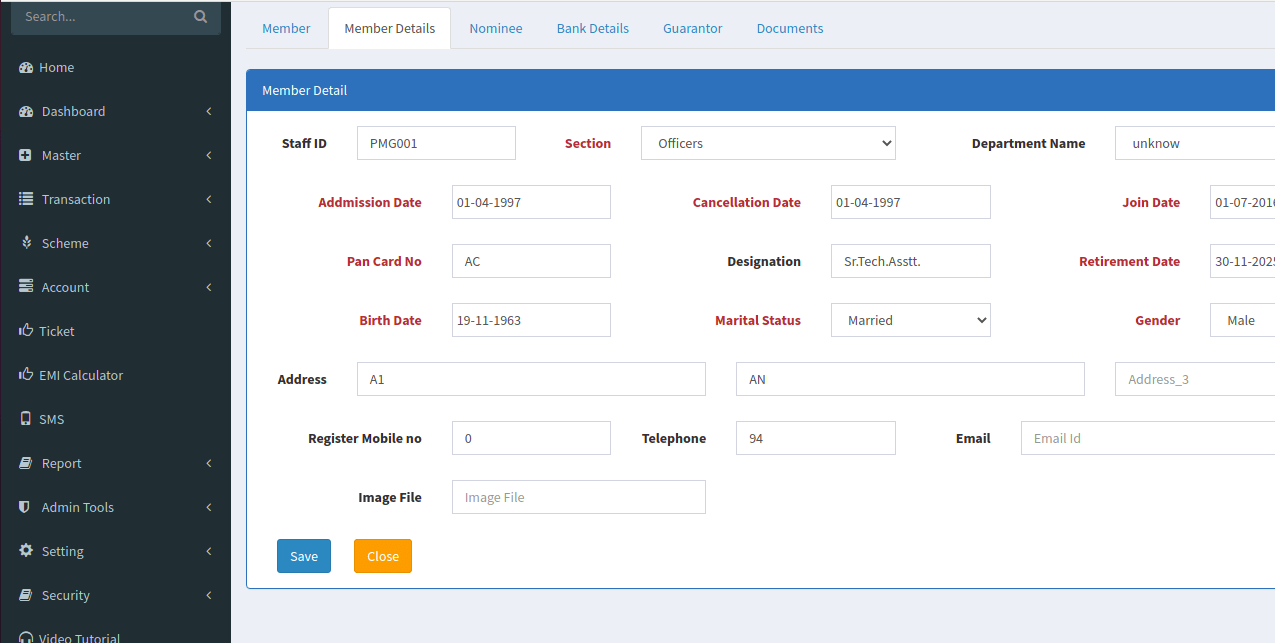 Search...
Home
Dashboard
Master
Transaction
Scheme
Account
Ticket
EMI Calculator
SMS
Report
Admin Tools
Setting
Security
Video Tutorial
Member Member Details Nominee Bank Details Guarantor Documents
Member Detail
Staff ID PMG001 Section Officers Department Name unknow
Addmission Date 01-04-1997 Cancellation Date 01-04-1997 Join Date 01-07-2016
Pan Card No AC Designation Sr.Tech.Asstt. Retirement Date 30-11-2025
Birth Date 19-11-1963 Marital Status Married Gender Male
Address A1 AN Address_3
Register Mobile no 0 Telephone 94 Email Email Id
Image File Image File
Save Close